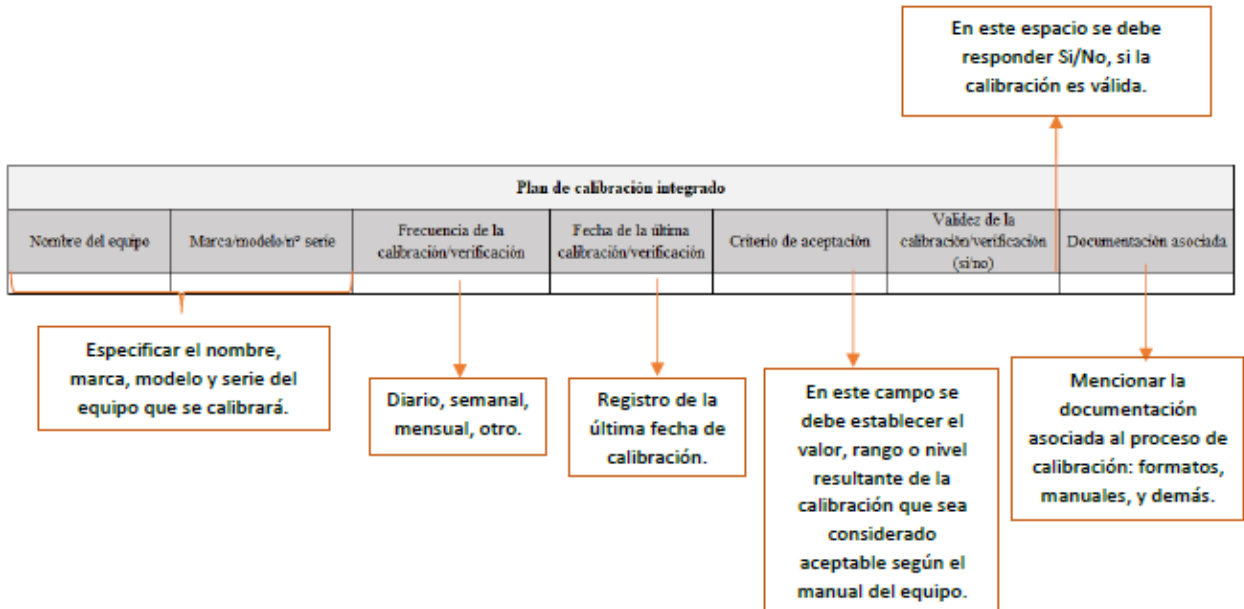 En este espacio se debe
responder Si/No, si la
calibración es válida.
Plan de calibración integrado
Nombre del equipo
Marca/modelo/nº serie
Frecuencia de la
calibración/verificación
Fecha de la última
calibración/verificación
Criterio de aceptación
Validez de la
calibración/verificación
(si/no)
Documentación asociada
Especificar el nombre,
marca, modelo y serie del
equipo que se calibrará.
Diario, semanal,
mensual, otro.
Registro de la
última fecha de
calibración.
En este campo se
debe establecer el
valor, rango o nivel
resultante de la
calibración que sea
considerado
aceptable según el
manual del equipo.
Mencionar la
documentación
asociada al proceso de
calibración: formatos,
manuales, y demás.